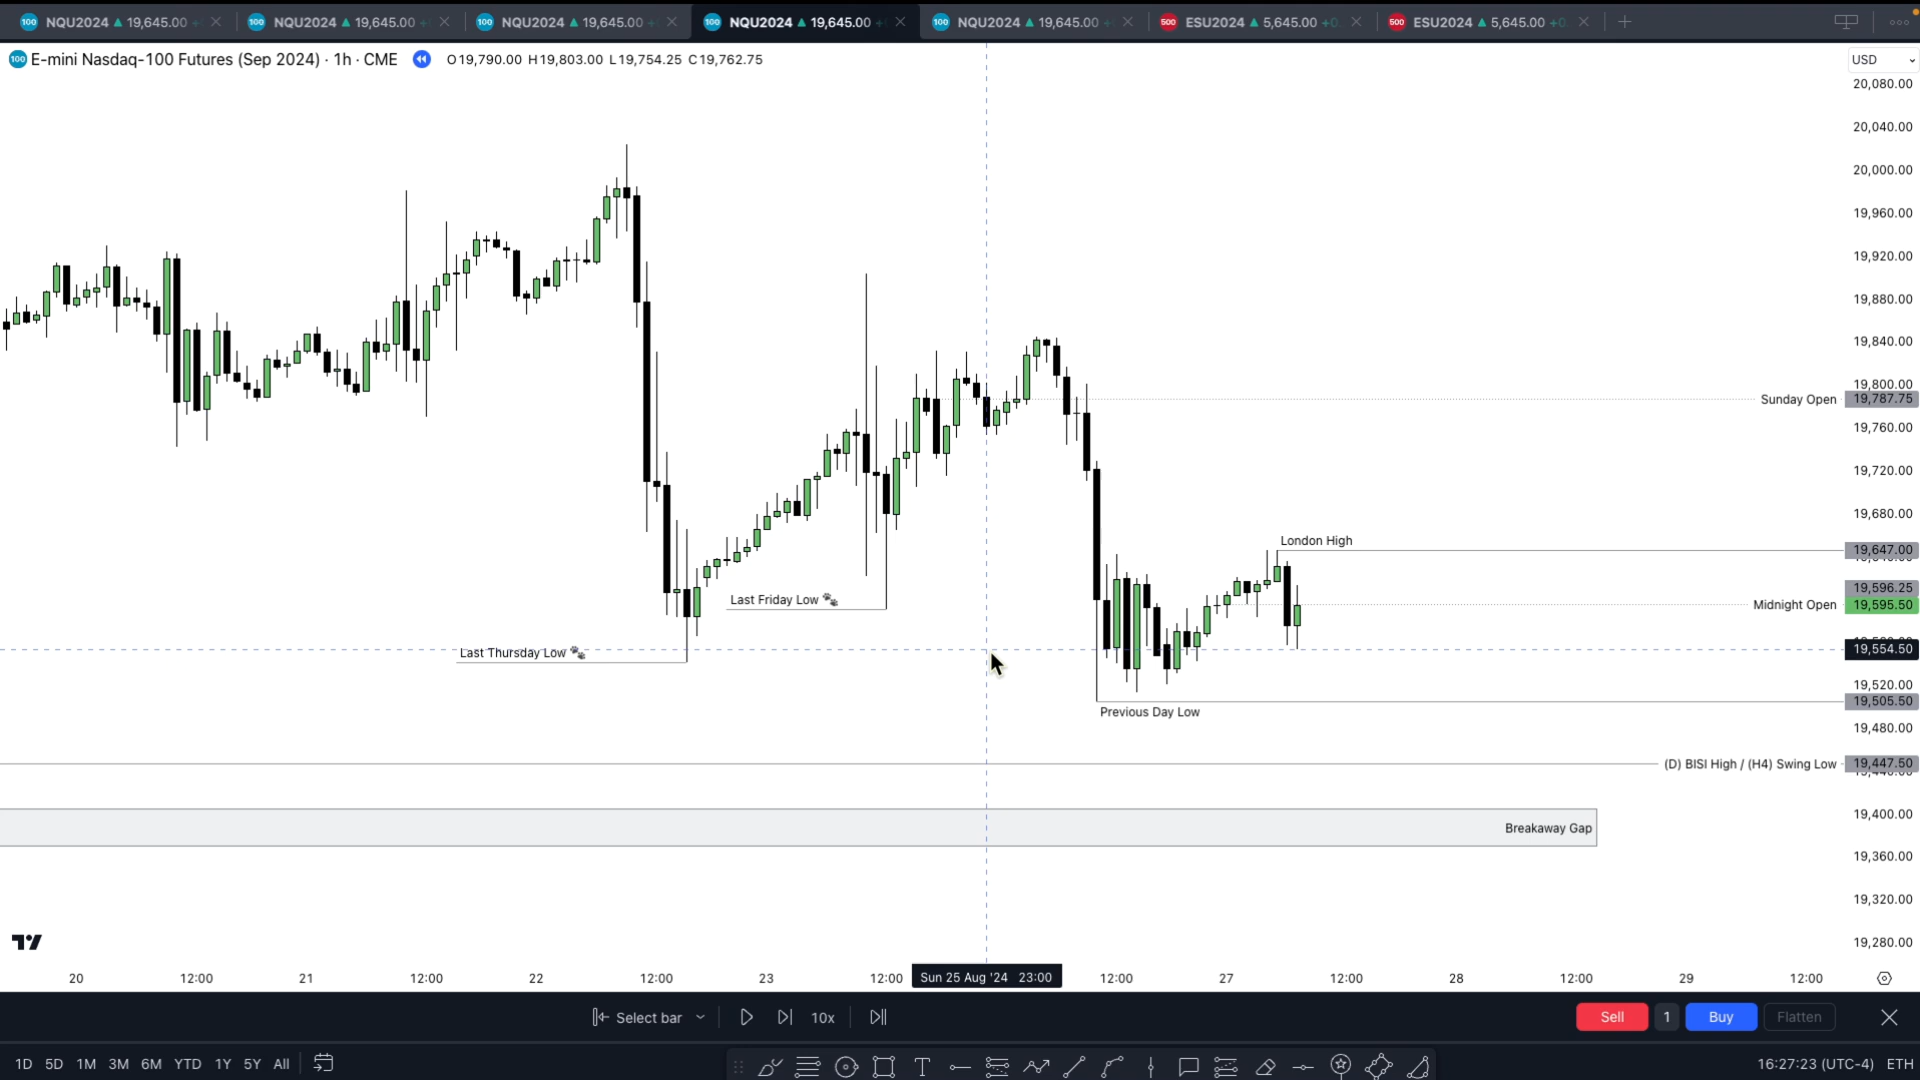 NQU2024 ▲ 19,645.00
NQU2024 ▲ 19,645.00
NQU2024 ▲ 19,645.00
NQU2024 ▲ 19,645.00
NQU2024 ▲ 19,645.00
ESU2024 ▲ 5,645.00
ESU2024 ▲ 5,645.00
E-mini Nasdaq-100 Futures (Sep 2024) · 1h · CME
O19,790.00 H19,803.00 L19,754.25 C19,762.75
USD
20,080.00
20,040.00
20,000.00
19,960.00
19,920.00
19,880.00
19,840.00
19,800.00
Sunday Open 19,787.75
19,760.00
19,720.00
19,680.00
London High
19,647.00
19,596.25
Last Friday Low
Midnight Open 19,595.50
Last Thursday Low
19,554.50
19,520.00
19,505.50
Previous Day Low
19,480.00
(D) BISI High / (H4) Swing Low 19,447.50
19,400.00
Breakaway Gap
19,360.00
19,320.00
19,280.00
20 12:00 21 12:00 22 12:00 23 12:00 Sun 25 Aug '24 23:00 12:00 27 12:00 28 12:00 29 12:00
Select bar 10x Sell 1 Buy Flatten
1D 5D 1M 3M 6M YTD 1Y 5Y All 16:27:23 (UTC-4) ETH